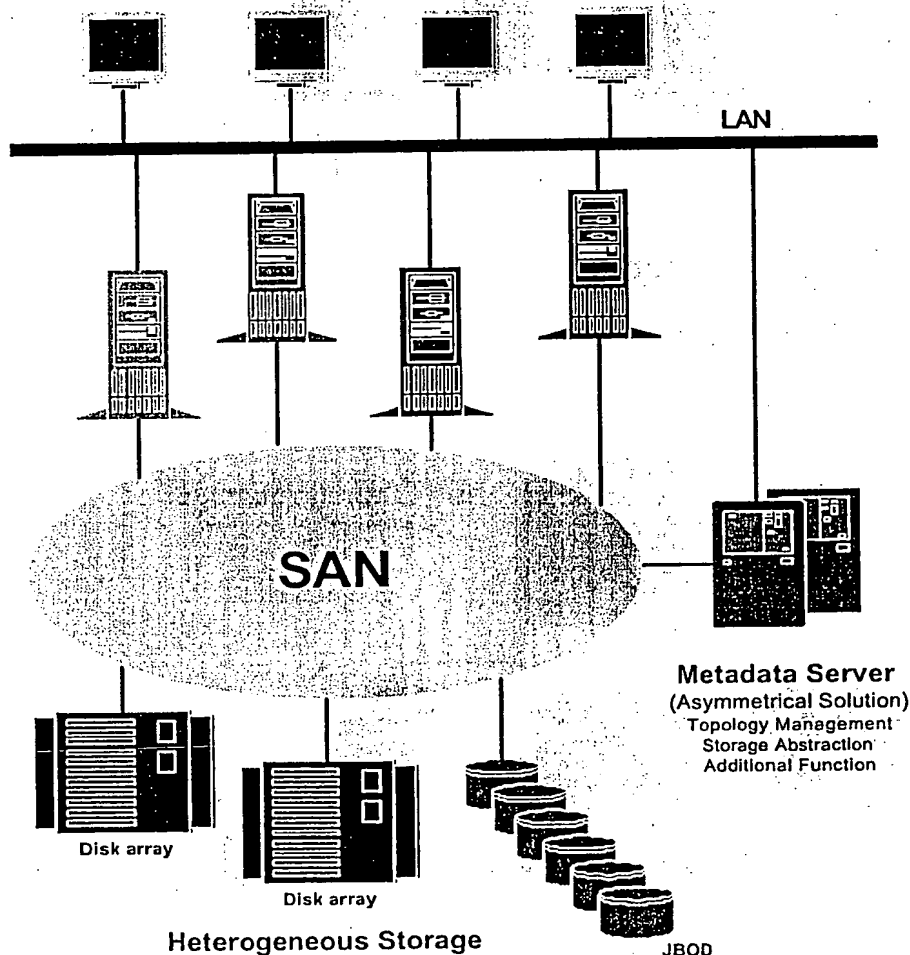 LAN
SAN
Metadata Server
(Asymmetrical Solution)
Topology Management
Storage Abstraction
Additional Function
Disk array
Disk array
Heterogeneous Storage
JBOD